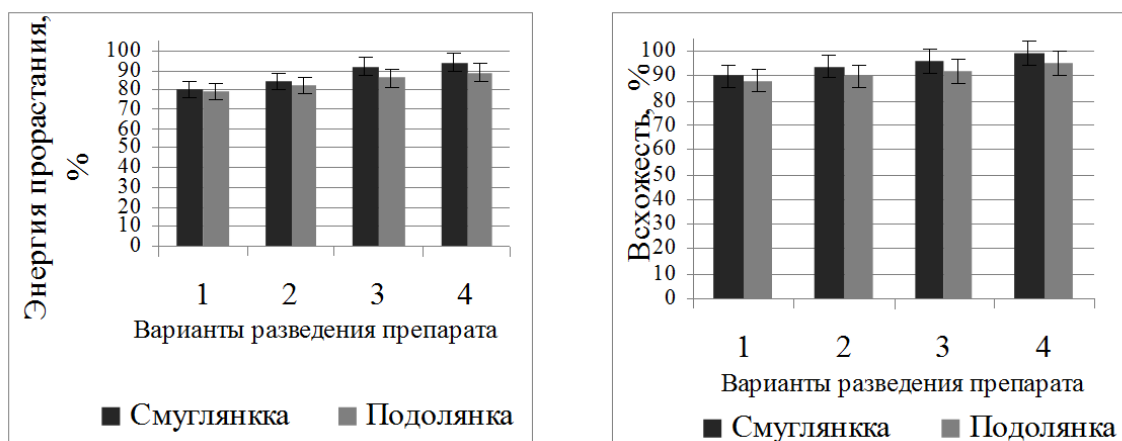 Энергия прорастания, %
100
90
80
70
60
50
40
30
20
10
0
1 2 3 4
Варианты разведения препарата
Смуглянкка Подолянка
Всхожесть, %
100
90
80
70
60
50
40
30
20
10
0
1 2 3 4
Варианты разведения препарата
Смуглянкка Подолянка